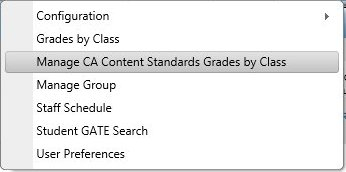 Configuration
Grades by Class
Manage CA Content Standards Grades by Class
Manage Group
Staff Schedule
Student GATE Search
User Preferences